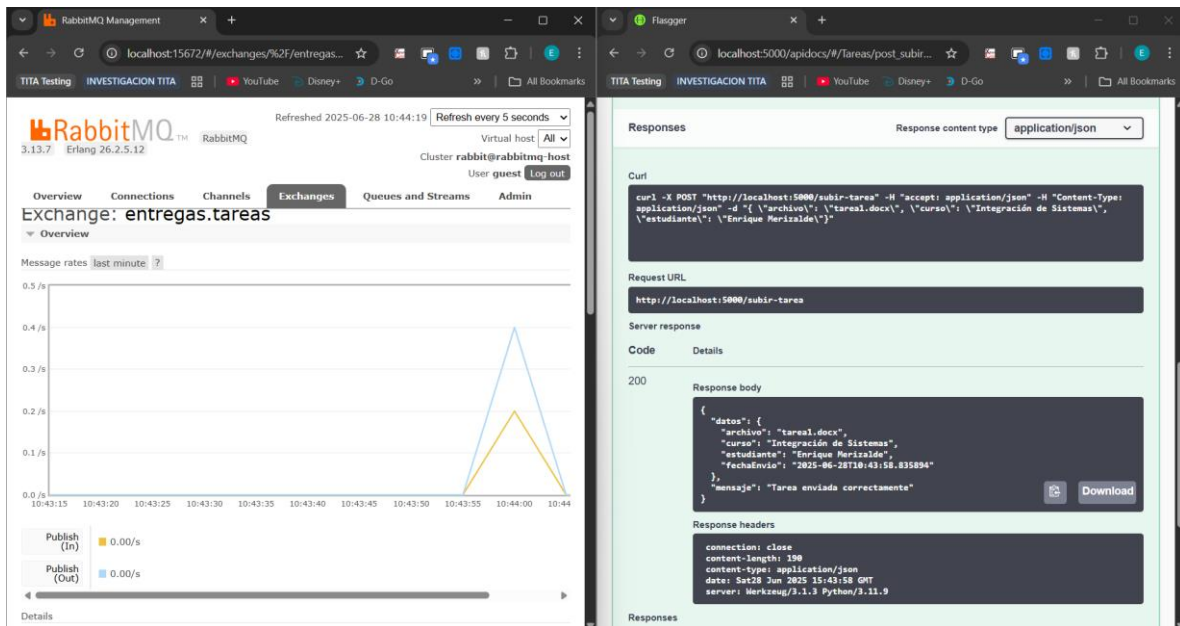 RabbitMQ Management
localhost:15672/#/exchanges/%2F/entregas...
TITA Testing INVESTIGACION TITA YouTube Disney+ D-Go » All Bookmarks
RabbitMQ TM RabbitMQ
3.13.7 Erlang 26.2.5.12
Refreshed 2025-06-28 10:44:19 Refresh every 5 seconds
Virtual host All
Cluster rabbit@rabbitmq-host
User guest Log out
Overview Connections Channels Exchanges Queues and Streams Admin
Exchange: entregas.tareas
Overview
Message rates last minute ?
0.5 /s
0.4 /s
0.3 /s
0.2 /s
0.1 /s
0.0 /s
10:43:15 10:43:20 10:43:25 10:43:30 10:43:35 10:43:40 10:43:45 10:43:50 10:43:55 10:44:00 10:44
Publish (In) 0.00/s
Publish (Out) 0.00/s
Details
Flasgger
localhost:5000/apidocs/#/Tareas/post_subir...
TITA Testing INVESTIGACION TITA YouTube Disney+ D-Go » All Bookmarks
E
Responses Response content type application/json
Curl
curl -X POST "http://localhost:5000/subir-tarea" -H "accept: application/json" -H "Content-Type:
application/json" -d "{ \"archivo\": \"tarea1.docx\", \"curso\": \"Integración de Sistemas\",
\"estudiante\": \"Enrique Merizalde\"}"
Request URL
http://localhost:5000/subir-tarea
Server response
Code Details
200
Response body
{
"datos": {
"archivo": "tarea1.docx",
"curso": "Integración de Sistemas",
"estudiante": "Enrique Merizalde",
"fechaEnvio": "2025-06-28T10:43:58.835894"
},
"mensaje": "Tarea enviada correctamente"
}
Download
Response headers
connection: close
content-length: 190
content-type: application/json
date: Sat28 Jun 2025 15:43:58 GMT
server: Werkzeug/3.1.3 Python/3.11.9
Responses